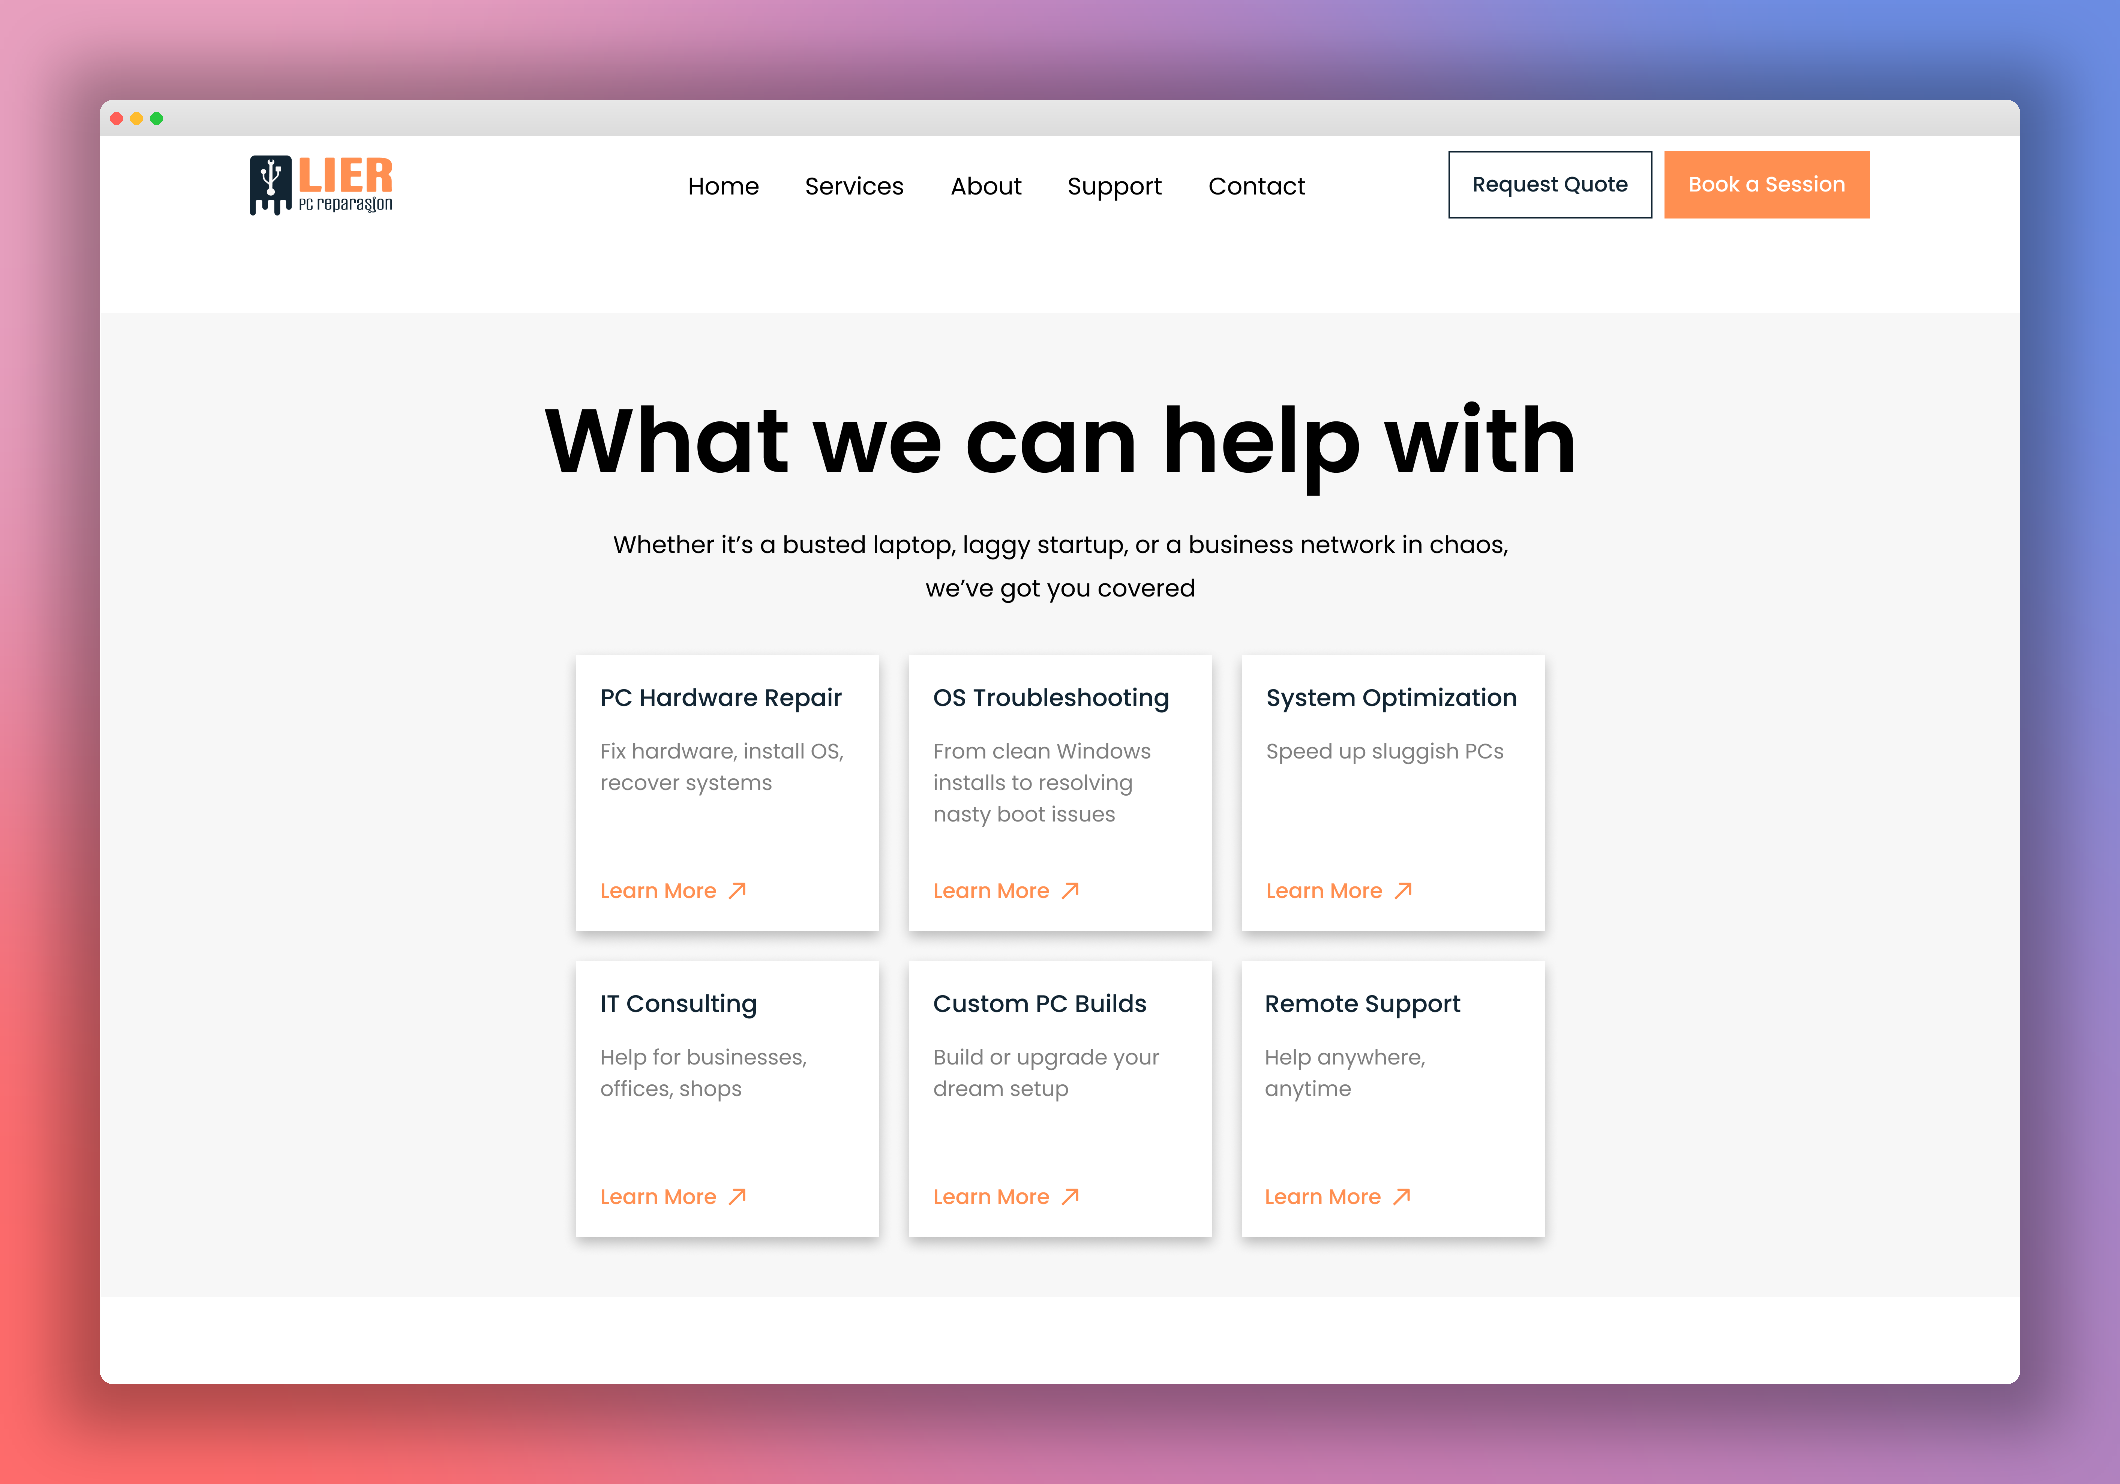 LIER
PC reparasjon
Home
Services
About
Support
Contact
Request Quote
Book a Session
What we can help with
Whether it’s a busted laptop, laggy startup, or a business network in chaos,
we’ve got you covered
PC Hardware Repair
Fix hardware, install OS,
recover systems
Learn More
OS Troubleshooting
From clean Windows
installs to resolving
nasty boot issues
Learn More
System Optimization
Speed up sluggish PCs
Learn More
IT Consulting
Help for businesses,
offices, shops
Learn More
Custom PC Builds
Build or upgrade your
dream setup
Learn More
Remote Support
Help anywhere,
anytime
Learn More